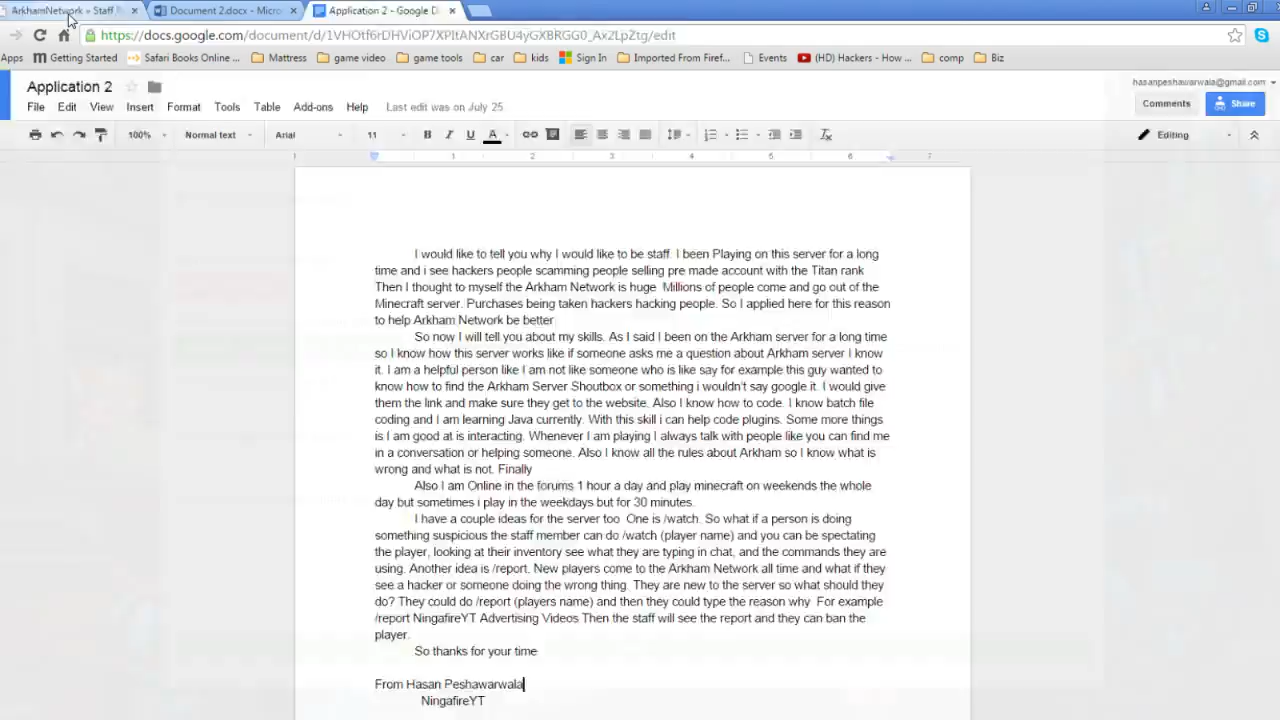 ArkhamNetwork » Staff
Document 2.docx - Micro
Application 2 - Google D
https://docs.google.com/document/d/1VHOtf6rDHViOP7XPItANXrGBU4yGXBRGG0_Ax2LpZtg/edit
Apps Getting Started Safari Books Online ... Mattress game video game tools car kids Sign In Imported From Firef... Events (HD) Hackers - How ... comp Biz
Application 2
hasanpeshawarwala@gmail.com
File Edit View Insert Format Tools Table Add-ons Help Last edit was on July 25
Comments Share
100% Normal text Arial 11 B I U A Editing
1 1 2 3 4 5 6 7
I would like to tell you why I would like to be staff. I been Playing on this server for a long
time and i see hackers people scamming people selling pre made account with the Titan rank
Then I thought to myself the Arkham Network is huge Millions of people come and go out of the
Minecraft server. Purchases being taken hackers hacking people. So I applied here for this reason
to help Arkham Network be better
So now I will tell you about my skills. As I said I been on the Arkham server for a long time
so I know how this server works like if someone asks me a question about Arkham server I know
it. I am a helpful person like I am not like someone who is like say for example this guy wanted to
know how to find the Arkham Server Shoutbox or something i wouldn't say google it. I would give
them the link and make sure they get to the website. Also I know how to code. I know batch file
coding and I am learning Java currently. With this skill i can help code plugins. Some more things
is I am good at is interacting. Whenever I am playing I always talk with people like you can find me
in a conversation or helping someone. Also I know all the rules about Arkham so I know what is
wrong and what is not. Finally
Also I am Online in the forums 1 hour a day and play minecraft on weekends the whole
day but sometimes i play in the weekdays but for 30 minutes.
I have a couple ideas for the server too One is /watch. So what if a person is doing
something suspicious the staff member can do /watch (player name) and you can be spectating
the player, looking at their inventory see what they are typing in chat, and the commands they are
using. Another idea is /report. New players come to the Arkham Network all time and what if they
see a hacker or someone doing the wrong thing. They are new to the server so what should they
do? They could do /report (players name) and then they could type the reason why For example
/report NingafireYT Advertising Videos Then the staff will see the report and they can ban the
player.
So thanks for your time
From Hasan Peshawarwala
NingafireYT